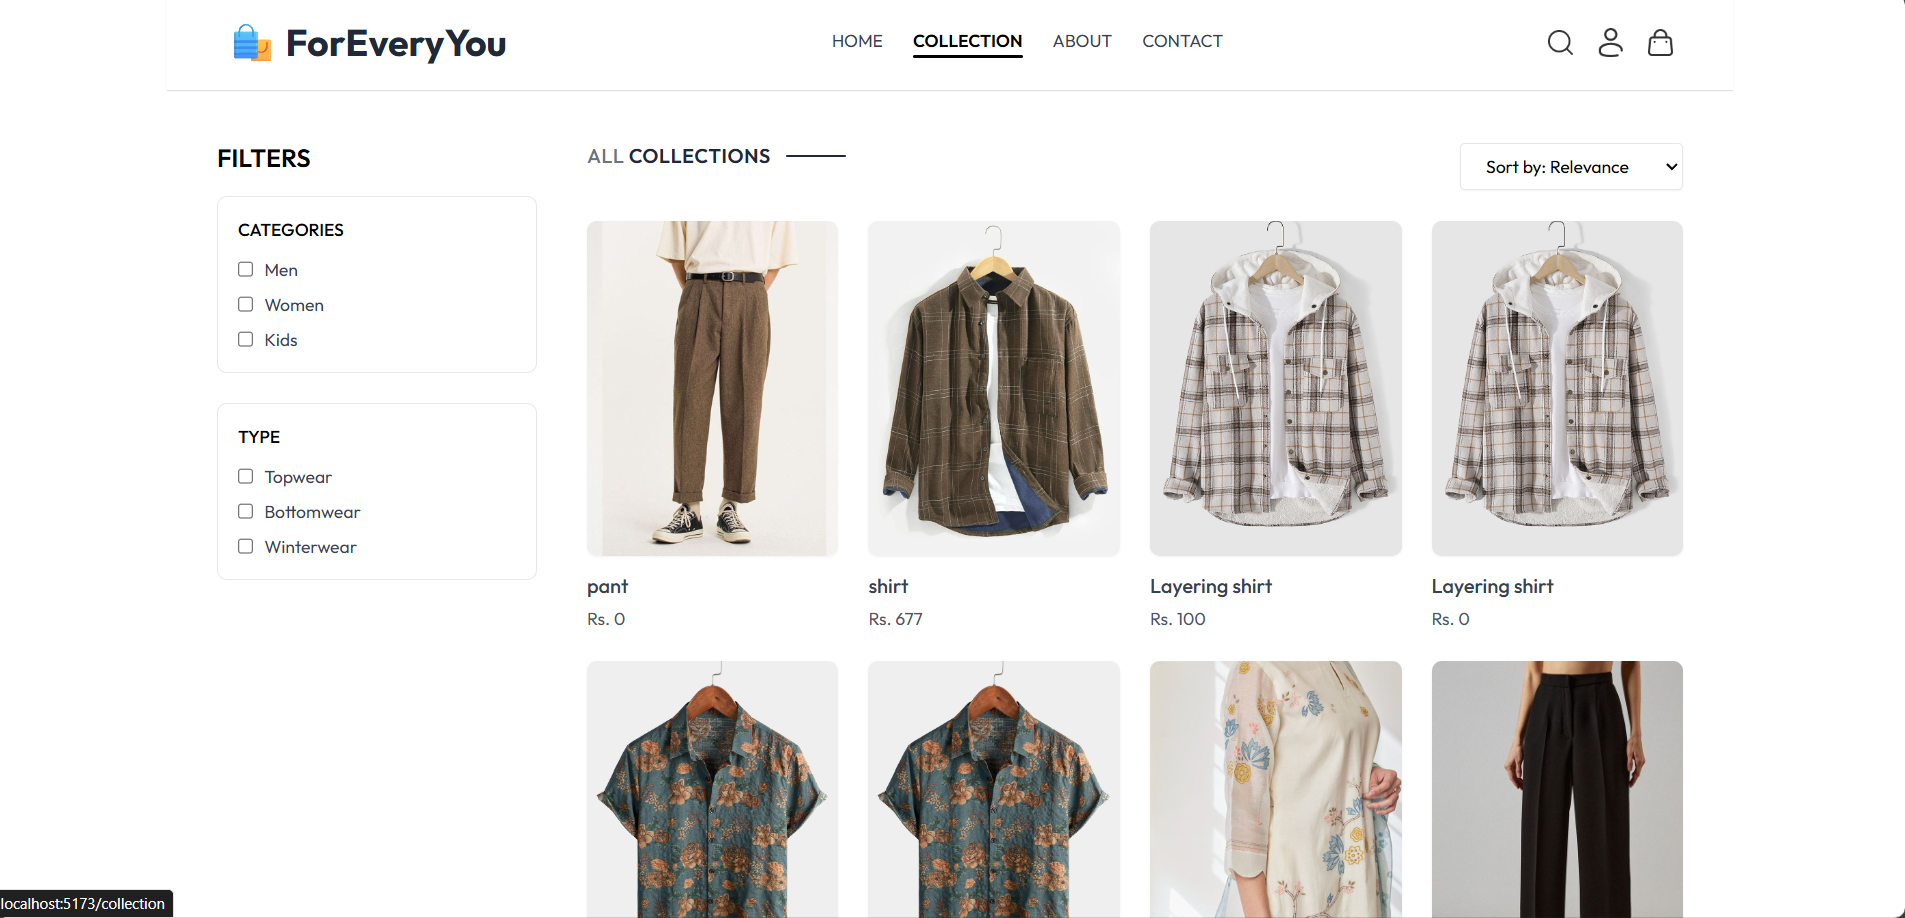 ForEveryYou
HOME COLLECTION ABOUT CONTACT
FILTERS
CATEGORIES
Men
Women
Kids
TYPE
Topwear
Bottomwear
Winterwear
ALL COLLECTIONS
Sort by: Relevance
pant
Rs. 0
shirt
Rs. 677
Layering shirt
Rs. 100
Layering shirt
Rs. 0
localhost:5173/collection